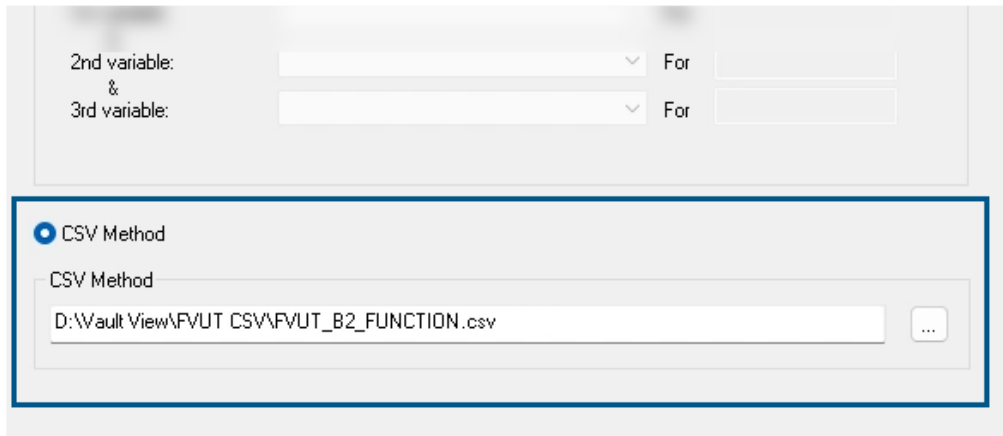 2nd variable: For
&
3rd variable: For
CSV Method
CSV Method
D:\Vault View\FVUT CSV\FVUT_B2_FUNCTION.csv ...